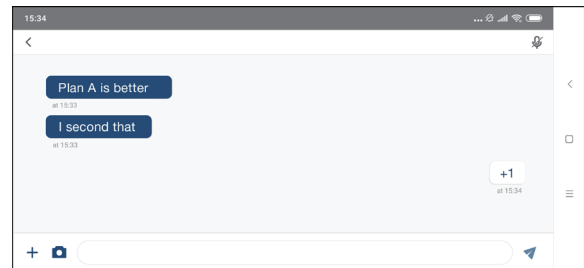 15:34
Plan A is better
at 15:33
I second that
at 15:33
+1
at 15:34